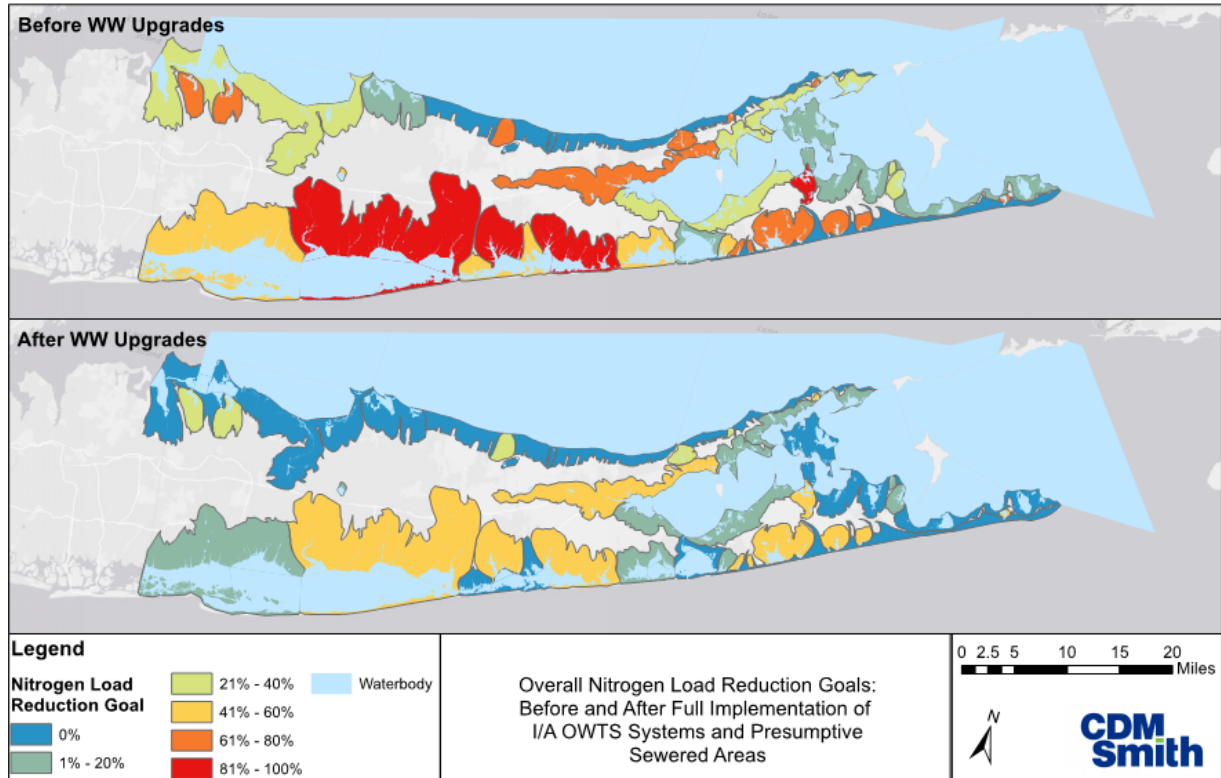 Before WW Upgrades
After WW Upgrades
Legend
Nitrogen Load
Reduction Goal
0%
1% - 20%
21% - 40%
41% - 60%
61% - 80%
81% - 100%
Waterbody
Overall Nitrogen Load Reduction Goals:
Before and After Full Implementation of
I/A OWTS Systems and Presumptive
Sewered Areas
0 2.5 5 10 15 20
Miles
N
CDM
Smith